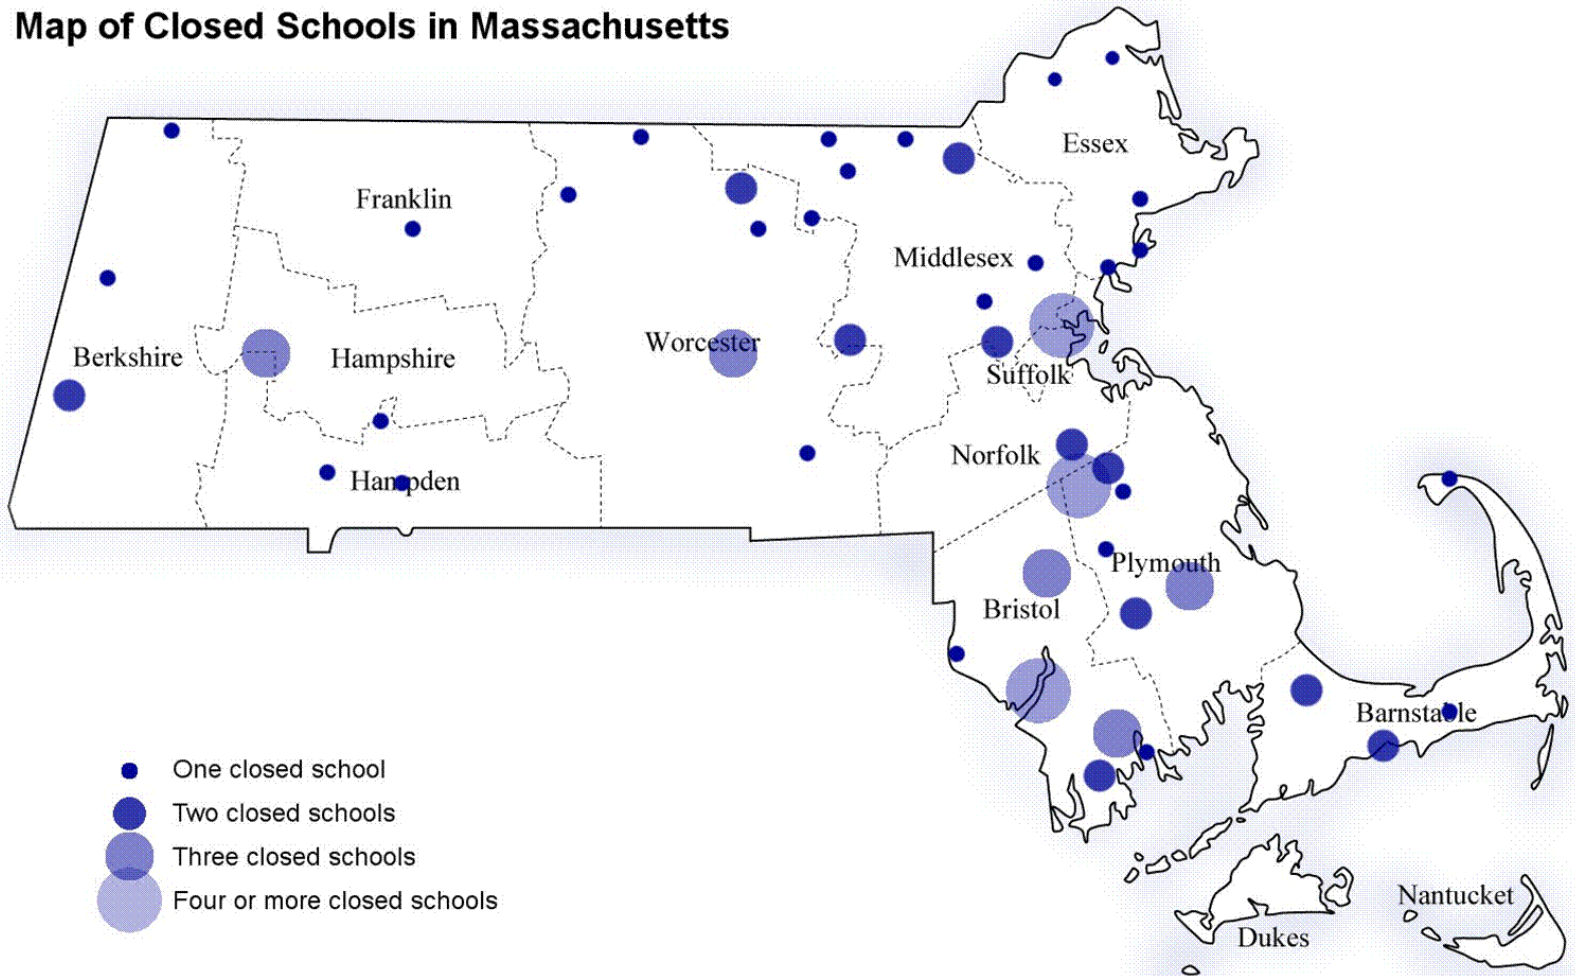 Map of Closed Schools in Massachusetts
Essex
Franklin
Middlesex
Worcester
Berkshire
Hampshire
Suffolk
Norfolk
Hampden
Plymouth
Bristol
Barnstable
One closed school
Two closed schools
Three closed schools
Four or more closed schools
Nantucket
Dukes